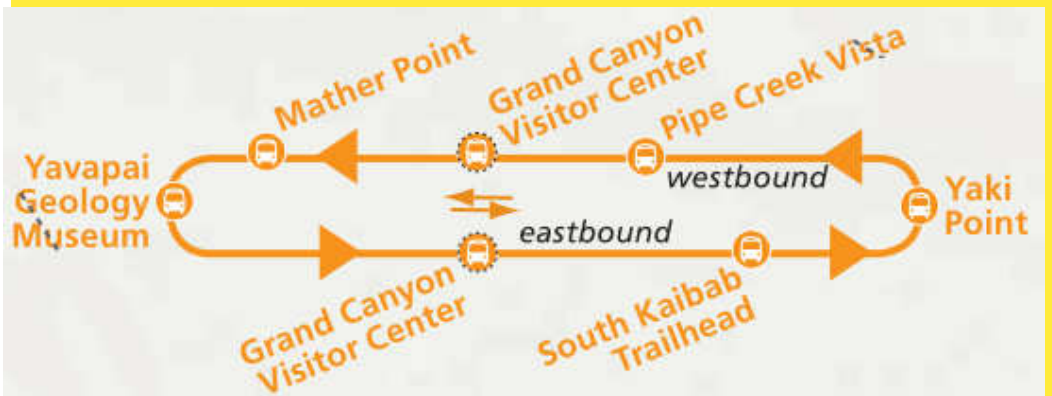 Mather Point
Grand Canyon
Visitor Center
Pipe Creek Vista
Yavapai
Geology
Museum
westbound
Yaki
Point
eastbound
Grand Canyon
Visitor Center
South Kaibab
Trailhead